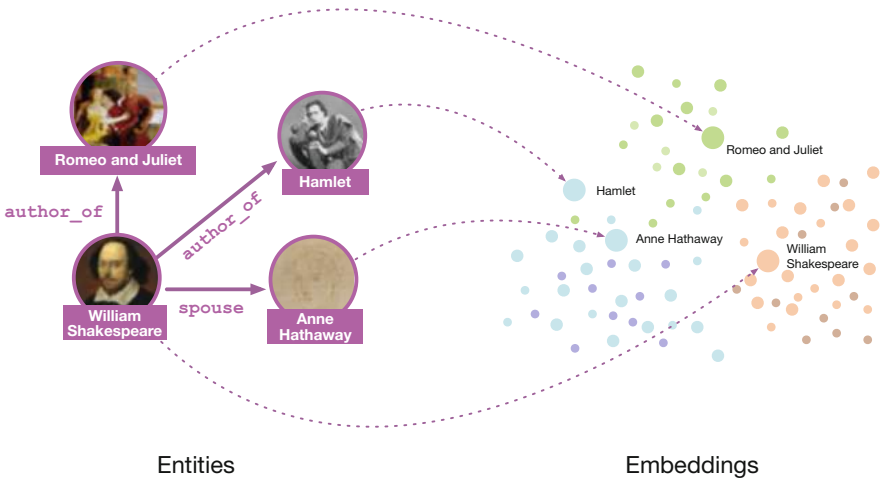 Romeo and Juliet
Hamlet
author_of
author_of
William
Shakespeare
spouse
Anne
Hathaway
Romeo and Juliet
Hamlet
Anne Hathaway
William
Shakespeare
Entities
Embeddings